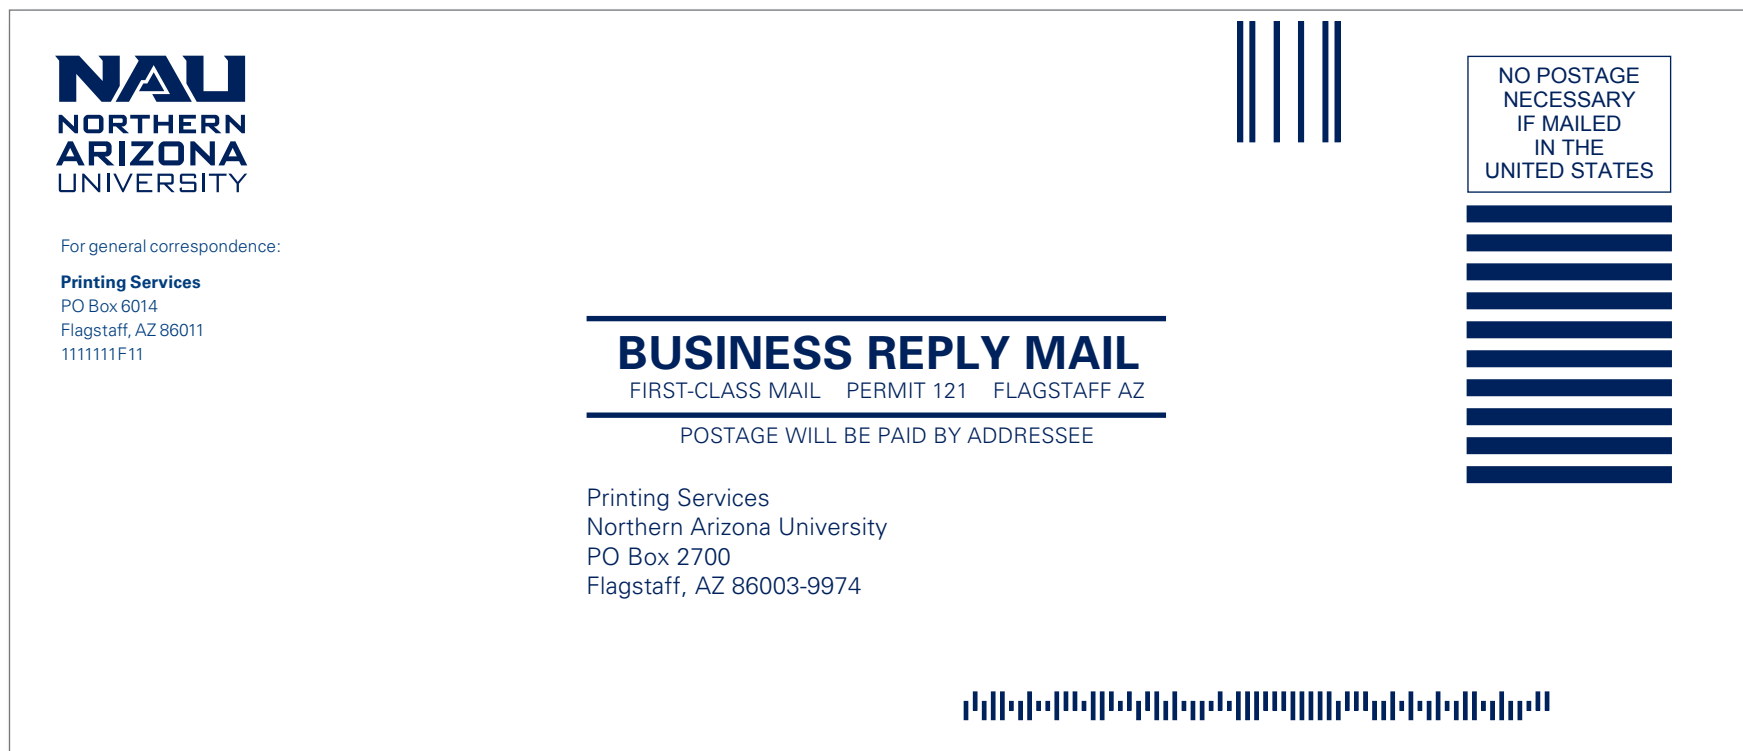 NAU
NORTHERN
ARIZONA
UNIVERSITY
For general correspondence:
Printing Services
PO Box 6014
Flagstaff, AZ 86011
1111111F11
NO POSTAGE
NECESSARY
IF MAILED
IN THE
UNITED STATES
BUSINESS REPLY MAIL
FIRST-CLASS MAIL PERMIT 121 FLAGSTAFF AZ
POSTAGE WILL BE PAID BY ADDRESSEE
Printing Services
Northern Arizona University
PO Box 2700
Flagstaff, AZ 86003-9974